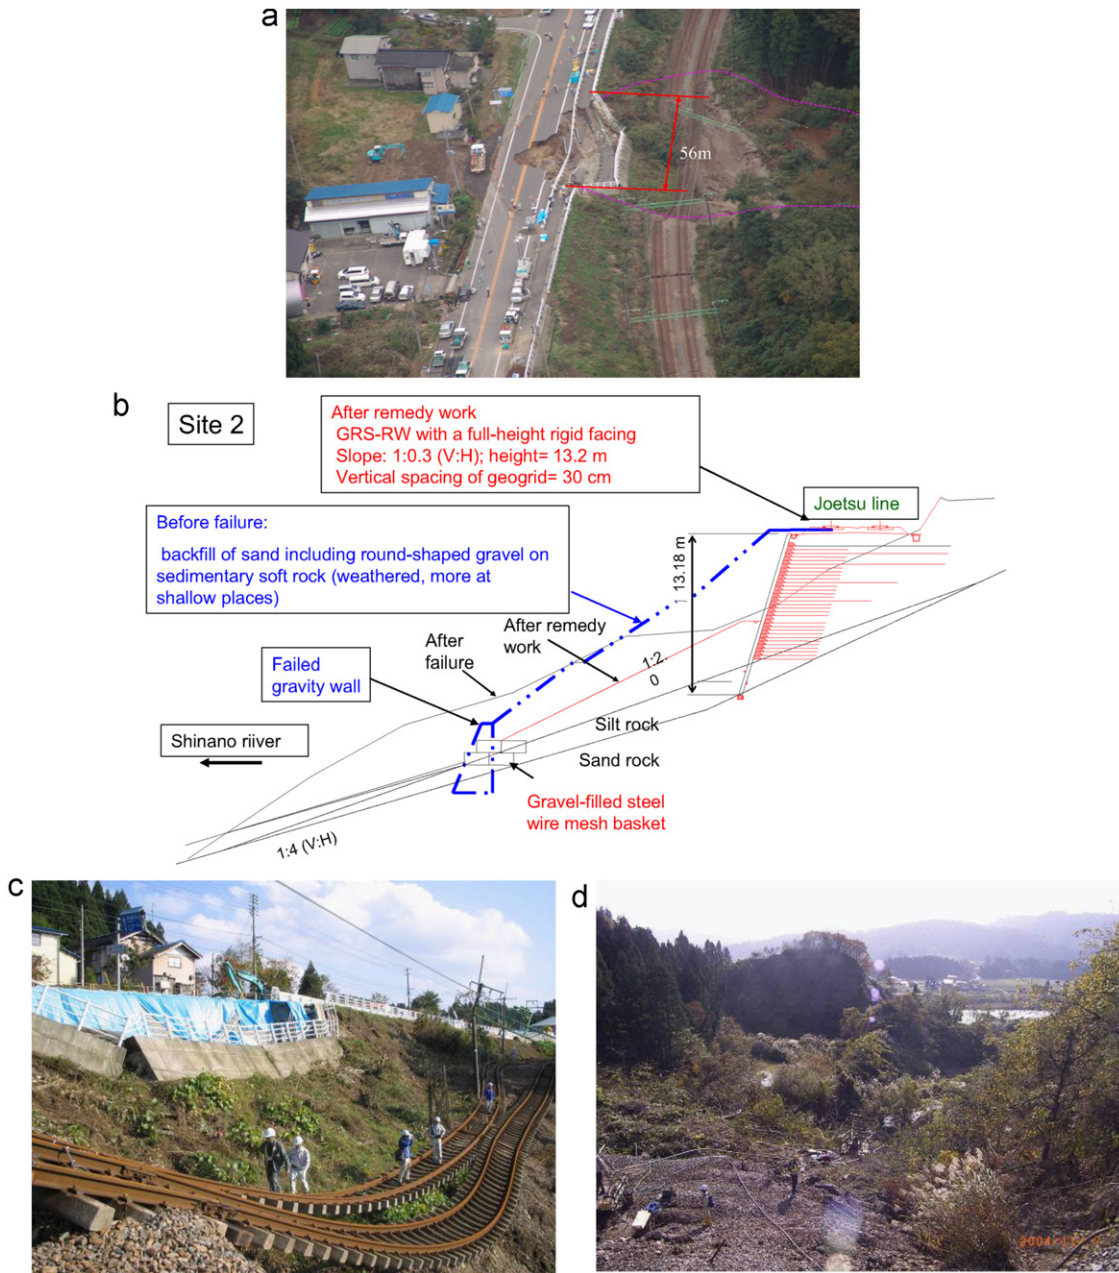 a
56m
b
Site 2
After remedy work
GRS-RW with a full-height rigid facing
Slope: 1:0.3 (V:H); height= 13.2 m
Vertical spacing of geogrid= 30 cm
Joetsu line
Before failure:
backfill of sand including round-shaped gravel on
sedimentary soft rock (weathered, more at
shallow places)
13.18 m
After
failure
After remedy
work
1:2.
0
Failed
gravity wall
Shinano riiver
Silt rock
Sand rock
Gravel-filled steel
wire mesh basket
1:4 (V:H)
c
d